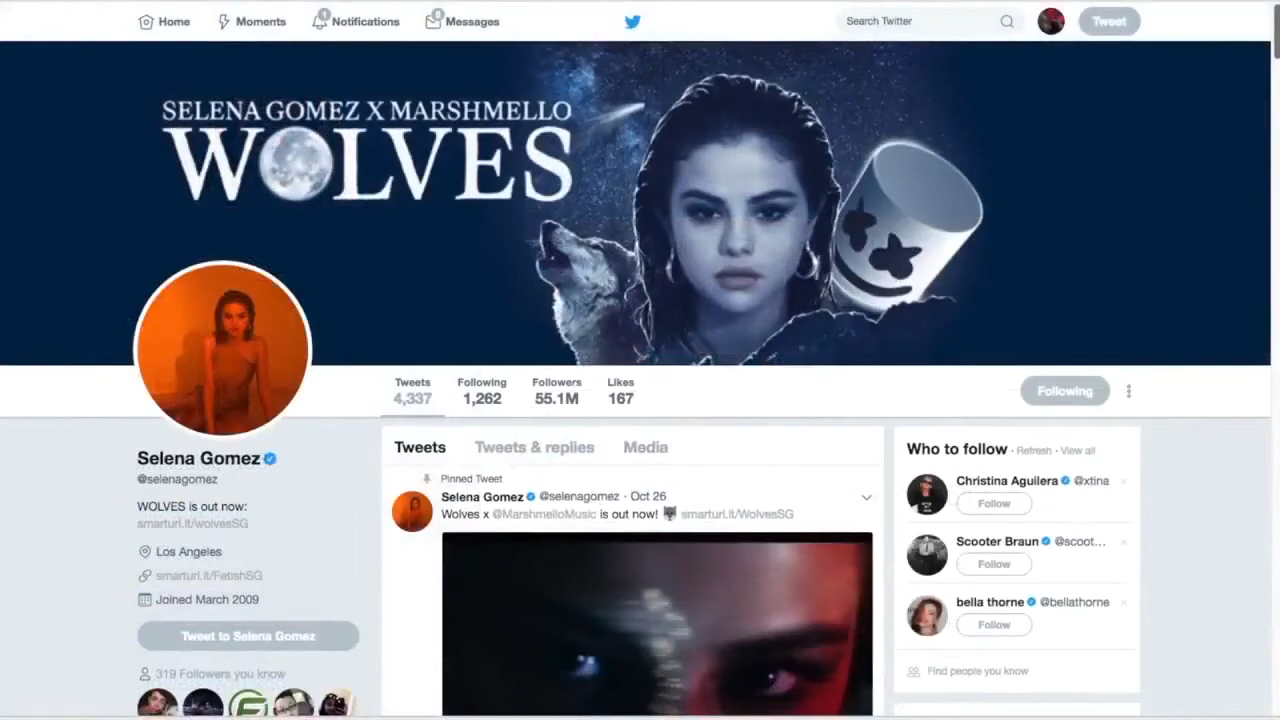 Home
Moments
1
Notifications
Messages
Search Twitter
Tweet
SELENA GOMEZ X MARSHMELLO
WOLVES
Tweets
4,337
Following
1,262
Followers
55.1M
Likes
167
Following
Selena Gomez
@selenagomez
WOLVES is out now:
smarturl.it/wolvesSG
Los Angeles
smarturl.it/FetishSG
Joined March 2009
Tweet to Selena Gomez
319 Followers you know
Tweets
Tweets & replies
Media
Pinned Tweet
Selena Gomez @selenagomez · Oct 26
Wolves x @MarshmelloMusic is out now! smarturl.it/WolvesSG
Who to follow · Refresh · View all
Christina Aguilera @xtina
Follow
Scooter Braun @scoot...
Follow
bella thorne @bellathorne
Follow
Find people you know